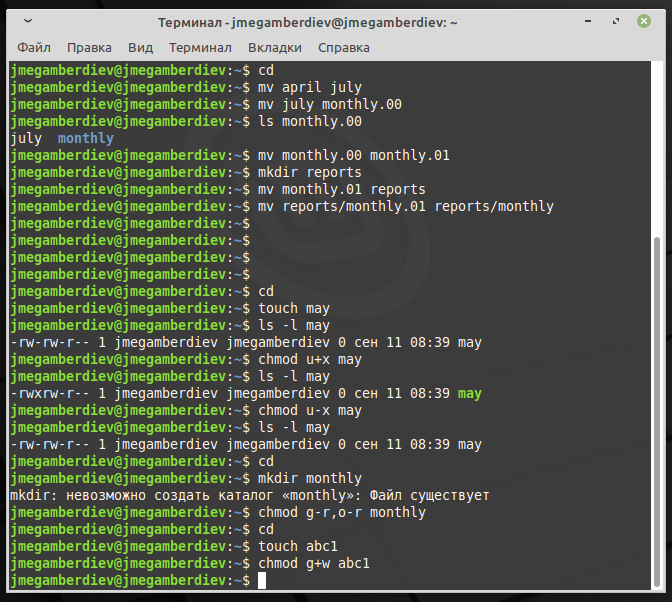 Терминал - jmegamberdiev@jmegamberdiev: ~
Файл Правка Вид Терминал Вкладки Справка
jmegamberdiev@jmegamberdiev:~$ cd
jmegamberdiev@jmegamberdiev:~$ mv april july
jmegamberdiev@jmegamberdiev:~$ mv july monthly.00
jmegamberdiev@jmegamberdiev:~$ ls monthly.00
july monthly
jmegamberdiev@jmegamberdiev:~$ mv monthly.00 monthly.01
jmegamberdiev@jmegamberdiev:~$ mkdir reports
jmegamberdiev@jmegamberdiev:~$ mv monthly.01 reports
jmegamberdiev@jmegamberdiev:~$ mv reports/monthly.01 reports/monthly
jmegamberdiev@jmegamberdiev:~$
jmegamberdiev@jmegamberdiev:~$
jmegamberdiev@jmegamberdiev:~$
jmegamberdiev@jmegamberdiev:~$
jmegamberdiev@jmegamberdiev:~$ cd
jmegamberdiev@jmegamberdiev:~$ touch may
jmegamberdiev@jmegamberdiev:~$ ls -l may
-rw-rw-r-- 1 jmegamberdiev jmegamberdiev 0 сен 11 08:39 may
jmegamberdiev@jmegamberdiev:~$ chmod u+x may
jmegamberdiev@jmegamberdiev:~$ ls -l may
-rwxrw-r-- 1 jmegamberdiev jmegamberdiev 0 сен 11 08:39 may
jmegamberdiev@jmegamberdiev:~$ chmod u-x may
jmegamberdiev@jmegamberdiev:~$ ls -l may
-rw-rw-r-- 1 jmegamberdiev jmegamberdiev 0 сен 11 08:39 may
jmegamberdiev@jmegamberdiev:~$ cd
jmegamberdiev@jmegamberdiev:~$ mkdir monthly
mkdir: невозможно создать каталог «monthly»: Файл существует
jmegamberdiev@jmegamberdiev:~$ chmod g-r,o-r monthly
jmegamberdiev@jmegamberdiev:~$ cd
jmegamberdiev@jmegamberdiev:~$ touch abc1
jmegamberdiev@jmegamberdiev:~$ chmod g+w abc1
jmegamberdiev@jmegamberdiev:~$